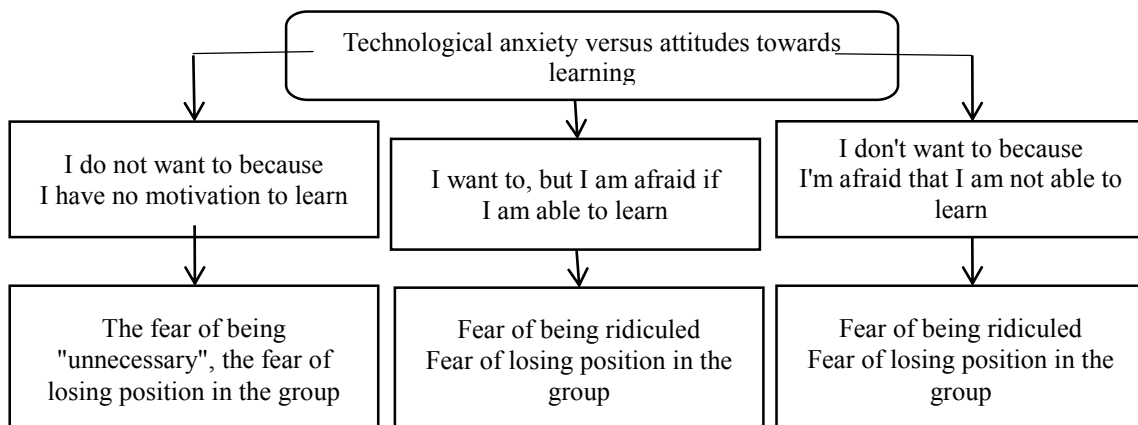 Technological anxiety versus attitudes towards
learning
I do not want to because
I have no motivation to learn
I want to, but I am afraid if
I am able to learn
I don't want to because
I'm afraid that I am not able to
learn
The fear of being
"unnecessary", the fear of
losing position in the group
Fear of being ridiculed
Fear of losing position in the
group
Fear of being ridiculed
Fear of losing position in the
group